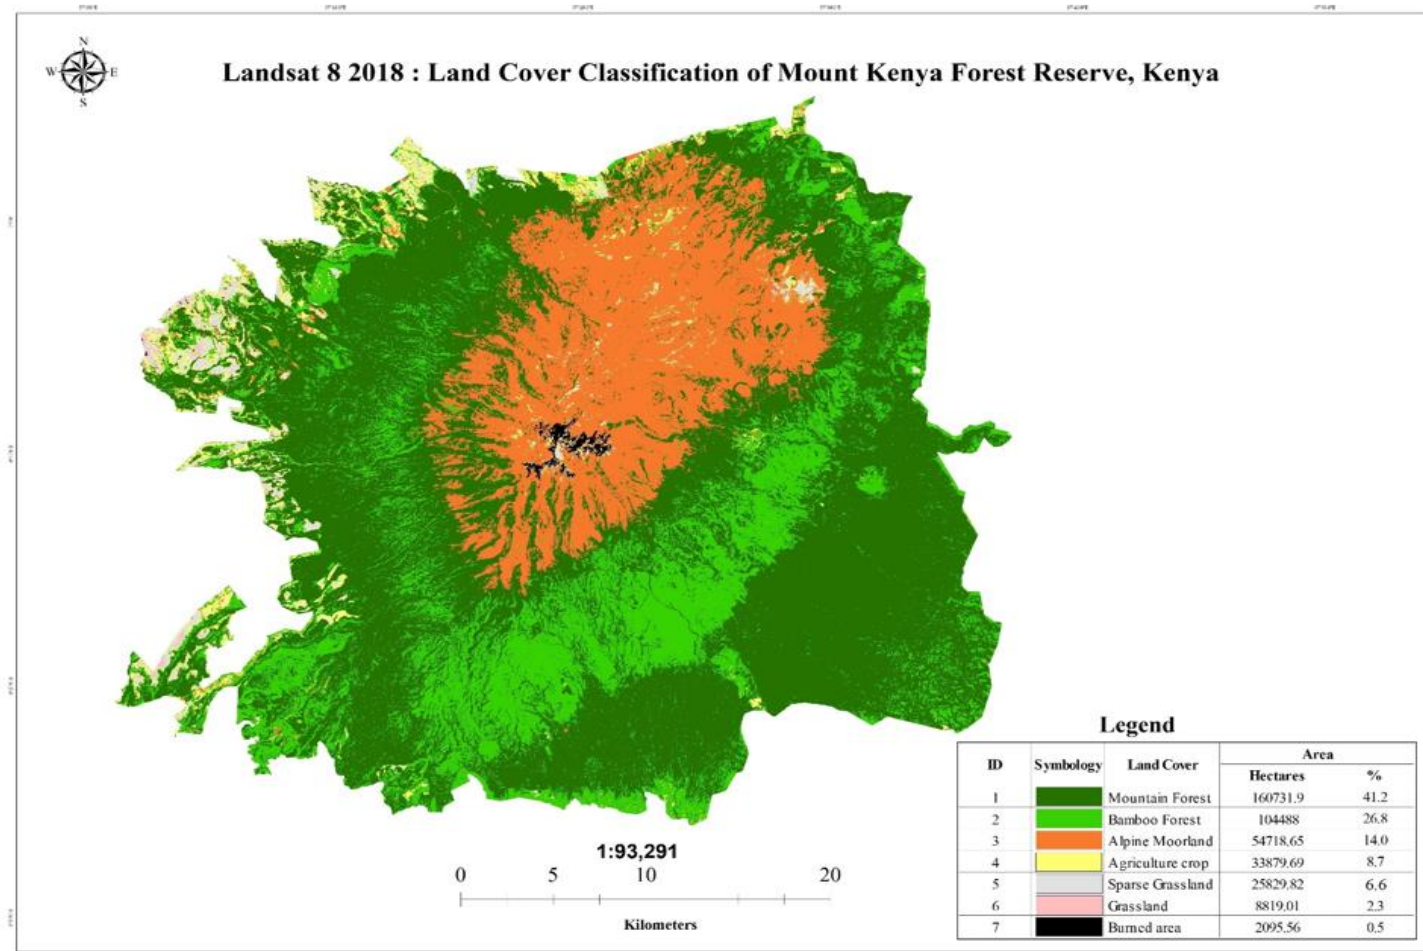 N
W E
S
Landsat 8 2018 : Land Cover Classification of Mount Kenya Forest Reserve, Kenya
1:93,291
0 5 10 20
Kilometers
Legend
ID Symbology Land Cover Area
Hectares %
1 Mountain Forest 160731.9 41.2
2 Bamboo Forest 104488 26.8
3 Alpine Moorland 54718.65 14.0
4 Agriculture crop 33879.69 8.7
5 Sparse Grassland 25829.82 6.6
6 Grassland 8819.01 2.3
7 Burned area 2095.56 0.5